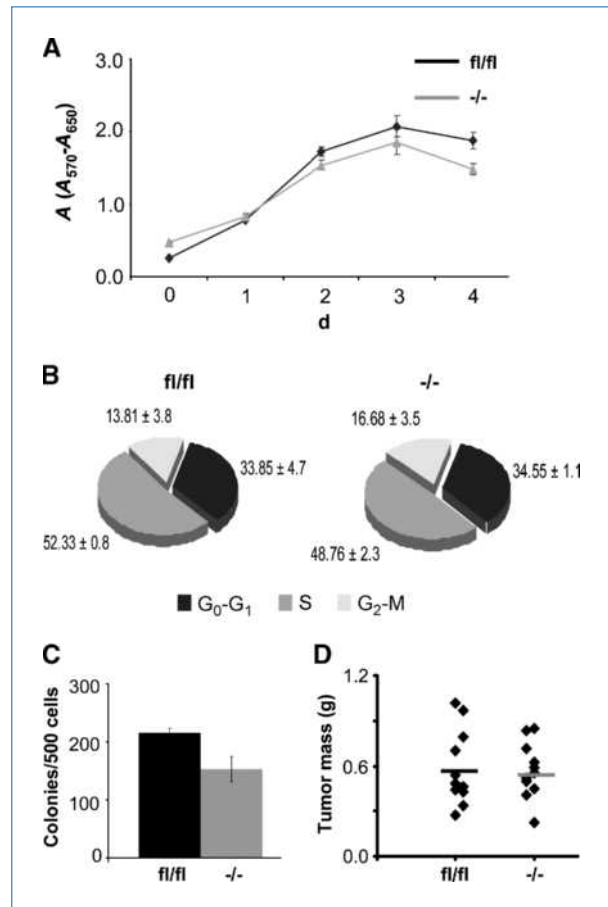 A
3.0
2.0
1.0
0.0
A (A570-A650)
fl/fl
-/-
0 1 2 3 4
d
B
fl/fl -/-
13.81 ± 3.8
33.85 ± 4.7
52.33 ± 0.8
16.68 ± 3.5
34.55 ± 1.1
48.76 ± 2.3
G0-G1 S G2-M
C
300
200
100
0
Colonies/500 cells
fl/fl -/-
D
1.2
0.6
0.0
Tumor mass (g)
fl/fl -/-